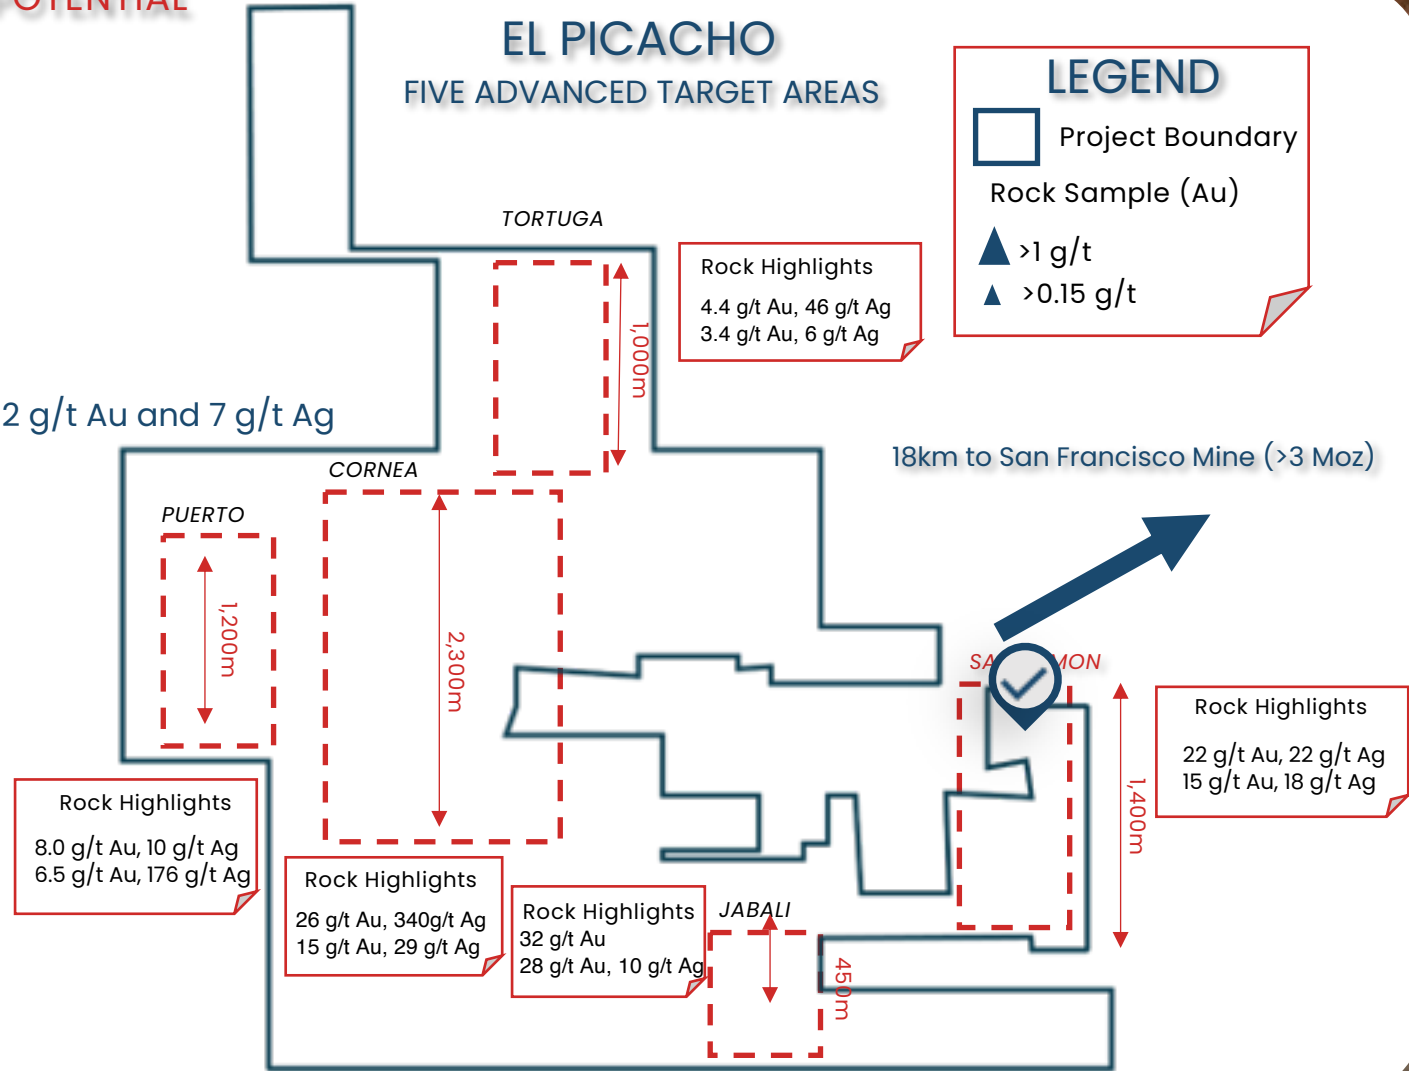 OTENTIAL
EL PICACHO
FIVE ADVANCED TARGET AREAS
LEGEND
Project Boundary
Rock Sample (Au)
>1 g/t
>0.15 g/t
TORTUGA
Rock Highlights
4.4 g/t Au, 46 g/t Ag
3.4 g/t Au, 6 g/t Ag
1,000m
2 g/t Au and 7 g/t Ag
18km to San Francisco Mine (>3 Moz)
CORNEA
PUERTO
1,200m
2,300m
Rock Highlights
22 g/t Au, 22 g/t Ag
15 g/t Au, 18 g/t Ag
1,400m
Rock Highlights
8.0 g/t Au, 10 g/t Ag
6.5 g/t Au, 176 g/t Ag
Rock Highlights
26 g/t Au, 340g/t Ag
15 g/t Au, 29 g/t Ag
Rock Highlights
32 g/t Au
28 g/t Au, 10 g/t Ag
JABALI
450m